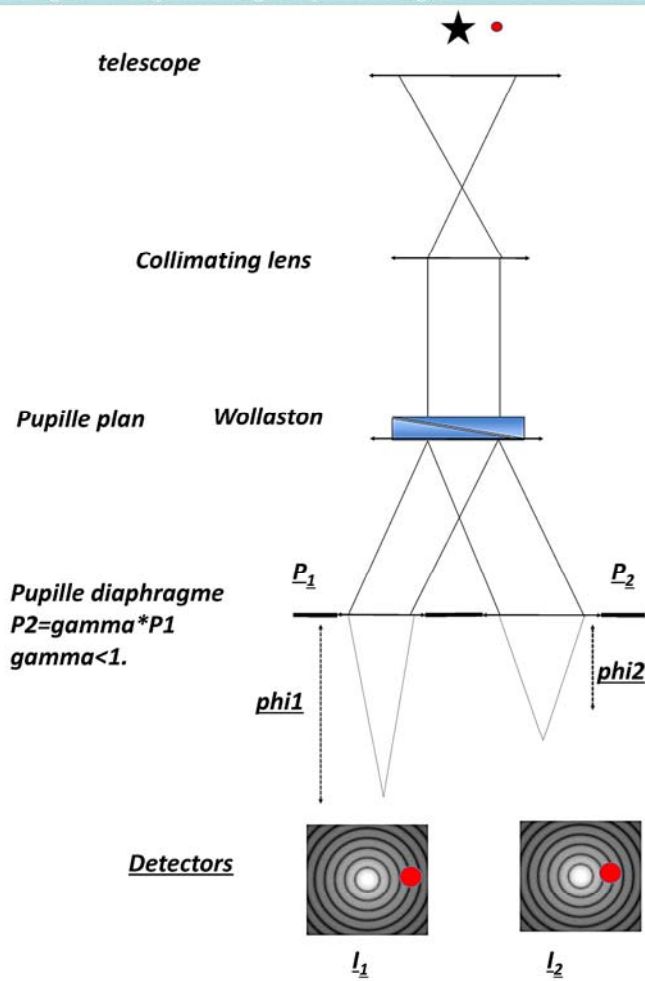 telescope
Collimating lens
Pupille plan
Wollaston
P1
P2
Pupille diaphragme
P2=gamma*P1
gamma<1.
phi1
phi2
Detectors
I1
I2